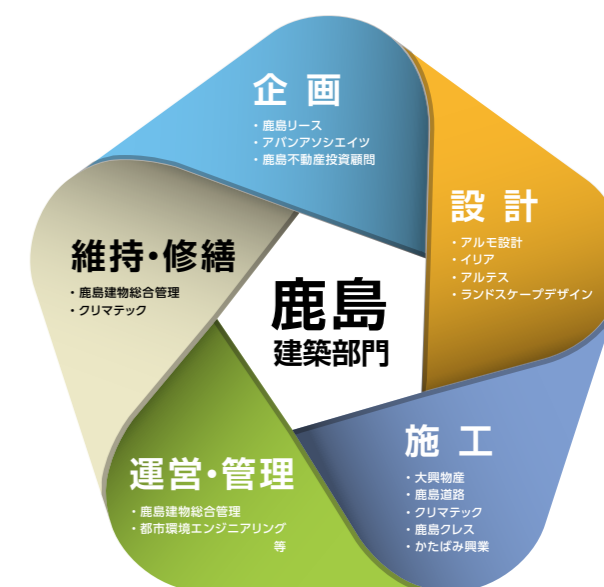 企画
・鹿島リース
・アバンアソシエイツ
・鹿島不動産投資顧問
設計
・アルモ設計
・イリア
・アルテス
・ランドスケープデザイン
維持・修繕
・鹿島建物総合管理
・クリマテック
鹿島
建築部門
施工
・大興物産
・鹿島道路
・クリマテック
・鹿島クレス
・かたばみ興業
運営・管理
・鹿島建物総合管理
・都市環境エンジニアリング
等